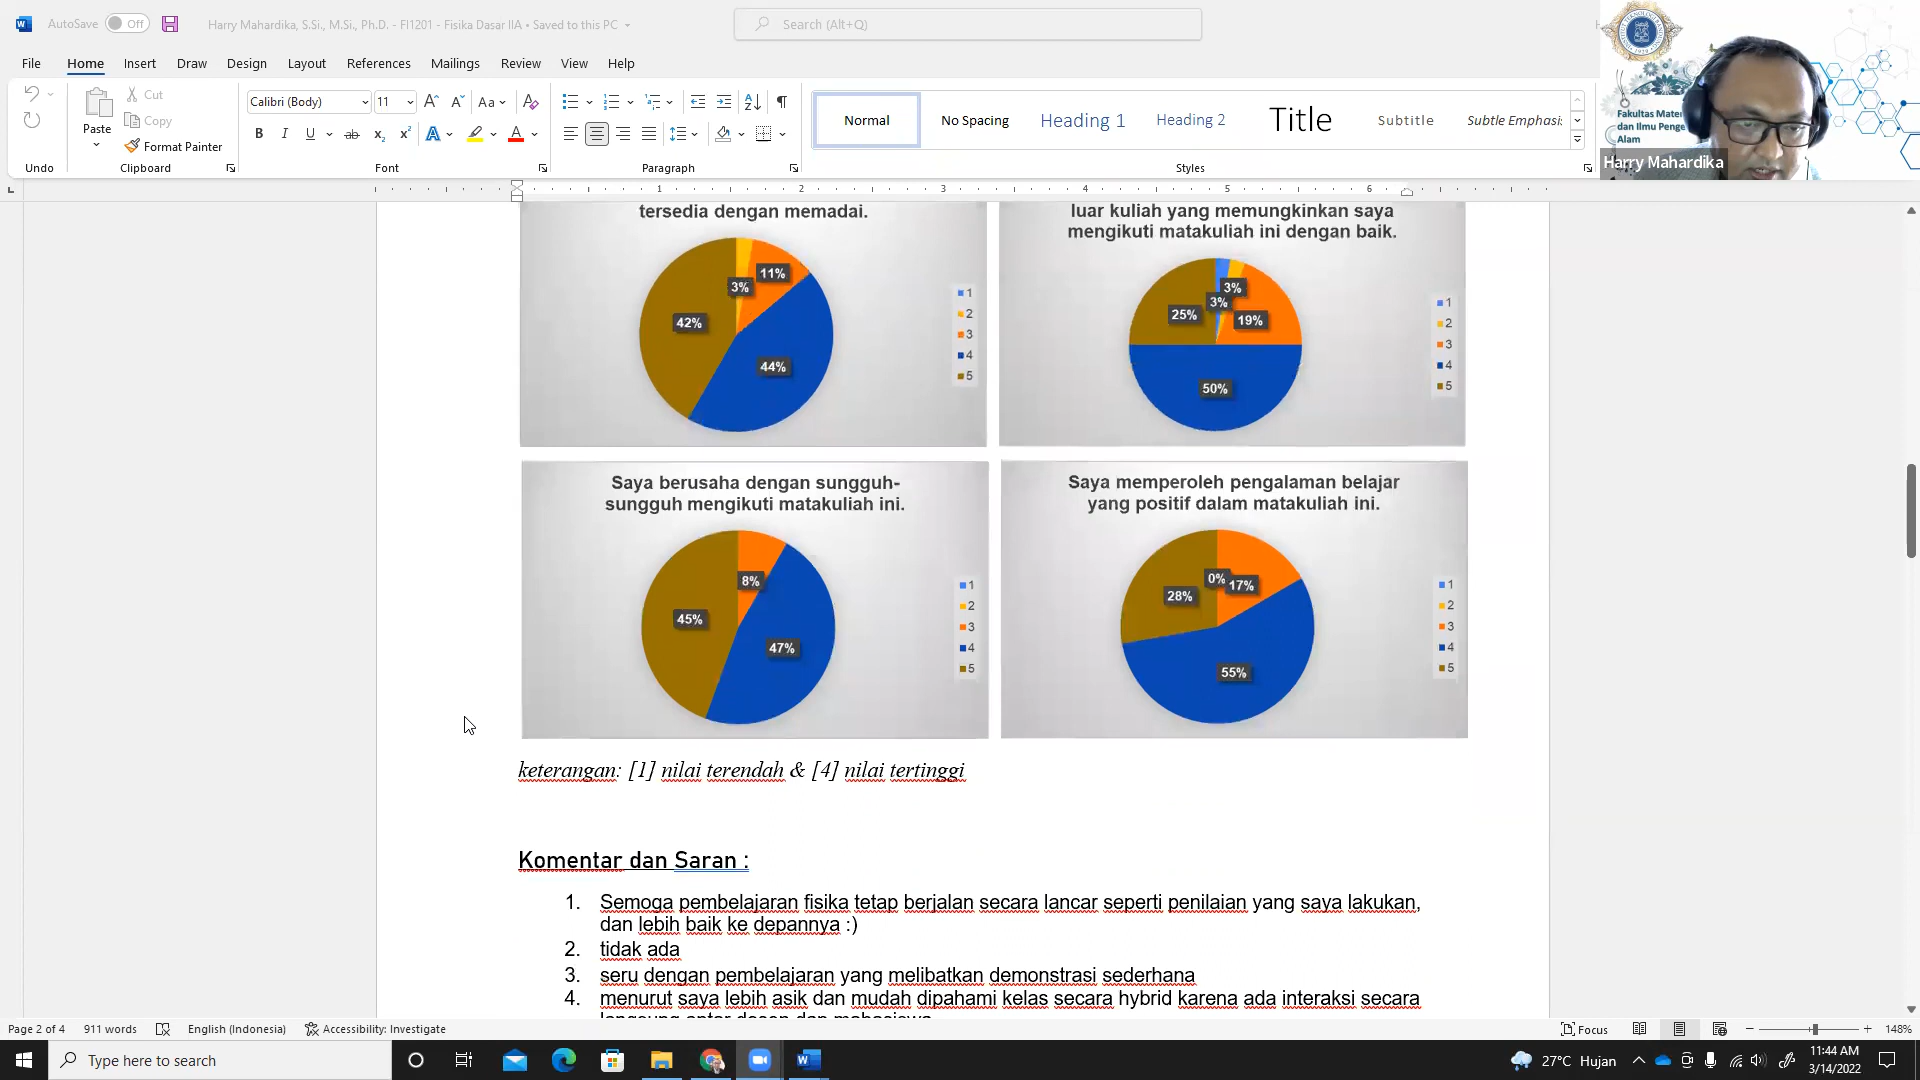 AutoSave Off Harry Mahardika, S.Si., M.Si., Ph.D. - FI1201 - Fisika Dasar IIA • Saved to this PC
Search (Alt+Q)
File Home Insert Draw Design Layout References Mailings Review View Help
Cut
Copy
Paste
Format Painter
Calibri (Body) 11
Normal
No Spacing
Heading 1
Heading 2
Title
Subtitle
Subtle Emphasis
Undo Clipboard Font Paragraph Styles
Fakultas Mate
dan Ilmu Penge
Alam
Harry Mahardika
1 2 3 4 5 6
tersedia dengan memadai.
3%
11%
42%
44%
1
2
3
4
5
luar kuliah yang memungkinkan saya
mengikuti matakuliah ini dengan baik.
3%
3%
25%
19%
50%
1
2
3
4
5
Saya berusaha dengan sungguh-
sungguh mengikuti matakuliah ini.
8%
45%
47%
1
2
3
4
5
Saya memperoleh pengalaman belajar
yang positif dalam matakuliah ini.
0%
17%
28%
55%
1
2
3
4
5
keterangan: [1] nilai terendah & [4] nilai tertinggi
Komentar dan Saran :
1. Semoga pembelajaran fisika tetap berjalan secara lancar seperti penilaian yang saya lakukan,
dan lebih baik ke depannya :)
2. tidak ada
3. seru dengan pembelajaran yang melibatkan demonstrasi sederhana
4. menurut saya lebih asik dan mudah dipahami kelas secara hybrid karena ada interaksi secara
Page 2 of 4 911 words English (Indonesia) Accessibility: Investigate Focus 148%
Type here to search
27°C Hujan
11:44 AM
3/14/2022